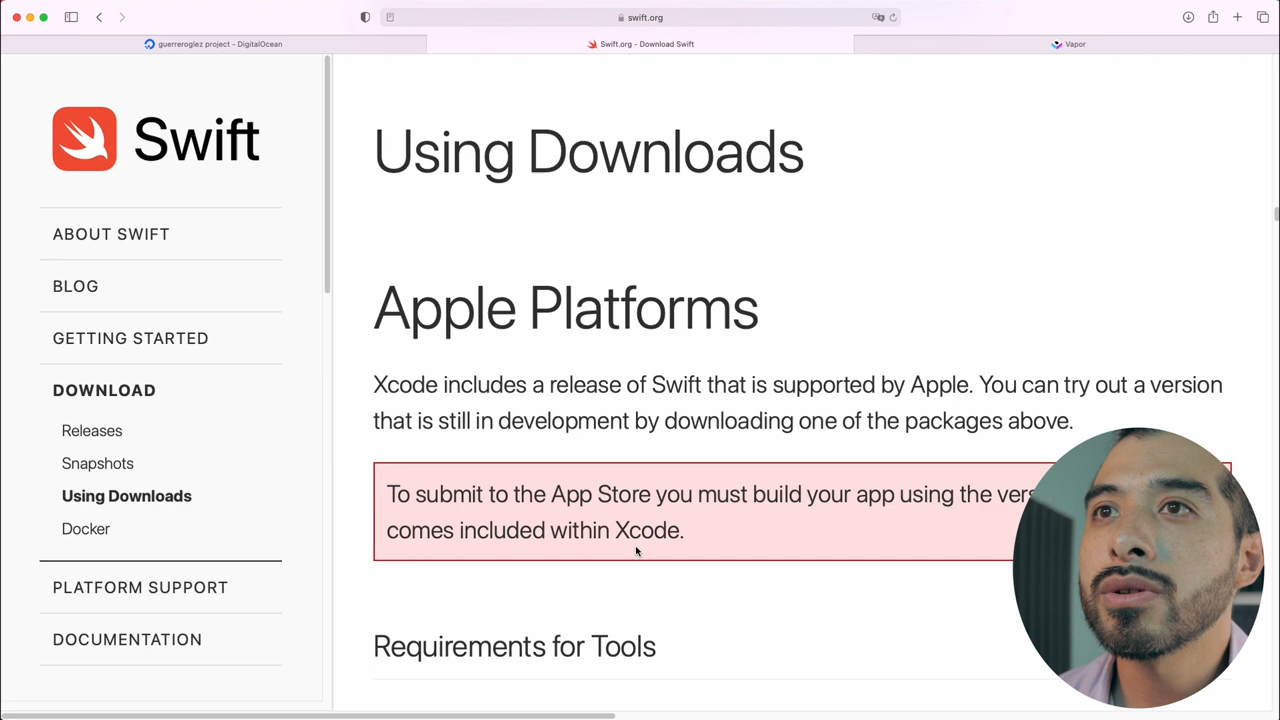 swift.org
guerreroglez project - DigitalOcean
Swift.org - Download Swift
Vapor
Swift
ABOUT SWIFT
BLOG
GETTING STARTED
DOWNLOAD
Releases
Snapshots
Using Downloads
Docker
PLATFORM SUPPORT
DOCUMENTATION
Using Downloads
Apple Platforms
Xcode includes a release of Swift that is supported by Apple. You can try out a version
that is still in development by downloading one of the packages above.
To submit to the App Store you must build your app using the
comes included within Xcode.
Requirements for Tools